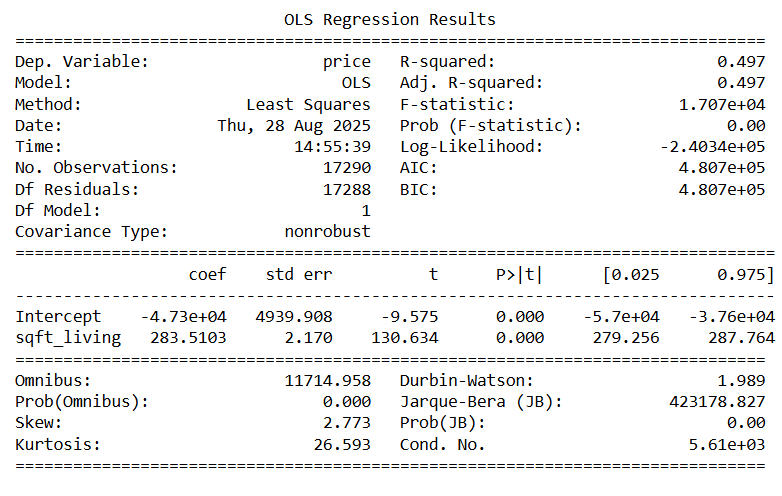 OLS Regression Results
==============================================================================
Dep. Variable:                  price   R-squared:                       0.497
Model:                            OLS   Adj. R-squared:                  0.497
Method:                 Least Squares   F-statistic:                 1.707e+04
Date:                Thu, 28 Aug 2025   Prob (F-statistic):               0.00
Time:                        14:55:39   Log-Likelihood:            -2.4034e+05
No. Observations:               17290   AIC:                         4.807e+05
Df Residuals:                   17288   BIC:                         4.807e+05
Df Model:                           1
Covariance Type:            nonrobust
===============================================================================
                  coef    std err          t      P>|t|      [0.025      0.975]
-------------------------------------------------------------------------------
Intercept    -4.73e+04   4939.908     -9.575      0.000    -5.7e+04   -3.76e+04
sqft_living   283.5103      2.170    130.634      0.000     279.256     287.764
==============================================================================
Omnibus:                    11714.958   Durbin-Watson:                   1.989
Prob(Omnibus):                  0.000   Jarque-Bera (JB):           423178.827
Skew:                           2.773   Prob(JB):                         0.00
Kurtosis:                      26.593   Cond. No.                     5.61e+03
==============================================================================